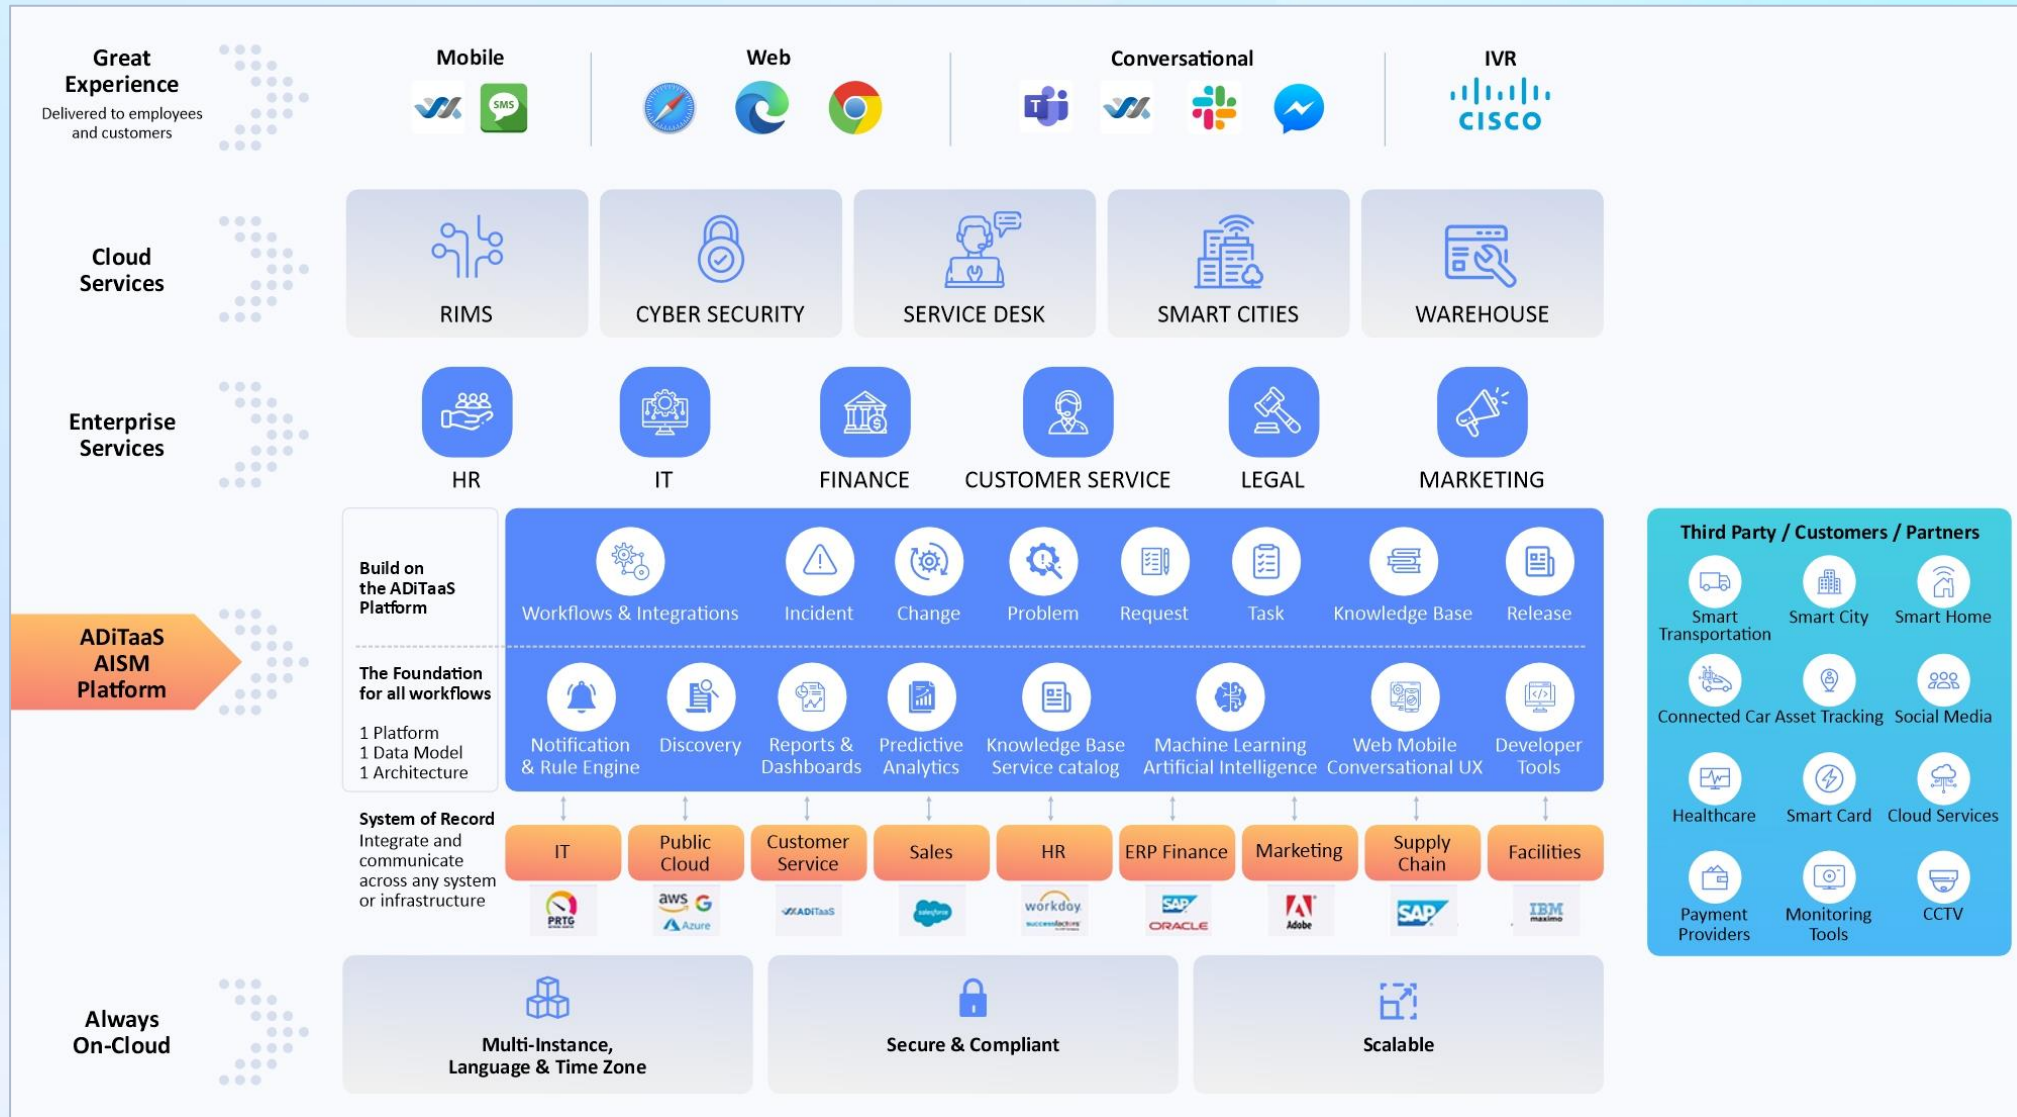 Great
Experience
Delivered to employees
and customers
Mobile
SMS
Web
Conversational
T
IVR
CISCO
Cloud
Services
RIMS
CYBER SECURITY
SERVICE DESK
SMART CITIES
WAREHOUSE
Enterprise
Services
HR
IT
FINANCE
CUSTOMER SERVICE
LEGAL
MARKETING
ADiTaaS
AISM
Platform
Build on
the ADiTaaS
Platform
Workflows & Integrations
Incident
Change
Problem
Request
Task
Knowledge Base
Release
The Foundation
for all workflows
1 Platform
1 Data Model
1 Architecture
Notification
& Rule Engine
Discovery
Reports &
Dashboards
Predictive
Analytics
Knowledge Base
Service catalog
Machine Learning
Artificial Intelligence
Web Mobile
Conversational UX
Developer
Tools
System of Record
Integrate and
communicate
across any system
or infrastructure
IT
Public
Cloud
Customer
Service
Sales
HR
ERP Finance
Marketing
Supply
Chain
Facilities
PRTG
aws G
Azure
ADiTaaS
salesforce
workday.
successfactors
SAP
ORACLE
Adobe
SAP
IBM
maximo
Third Party / Customers / Partners
Smart
Transportation
Smart City
Smart Home
Connected Car
Asset Tracking
Social Media
Healthcare
Smart Card
Cloud Services
Payment
Providers
Monitoring
Tools
CCTV
Always
On-Cloud
Multi-Instance,
Language & Time Zone
Secure & Compliant
Scalable